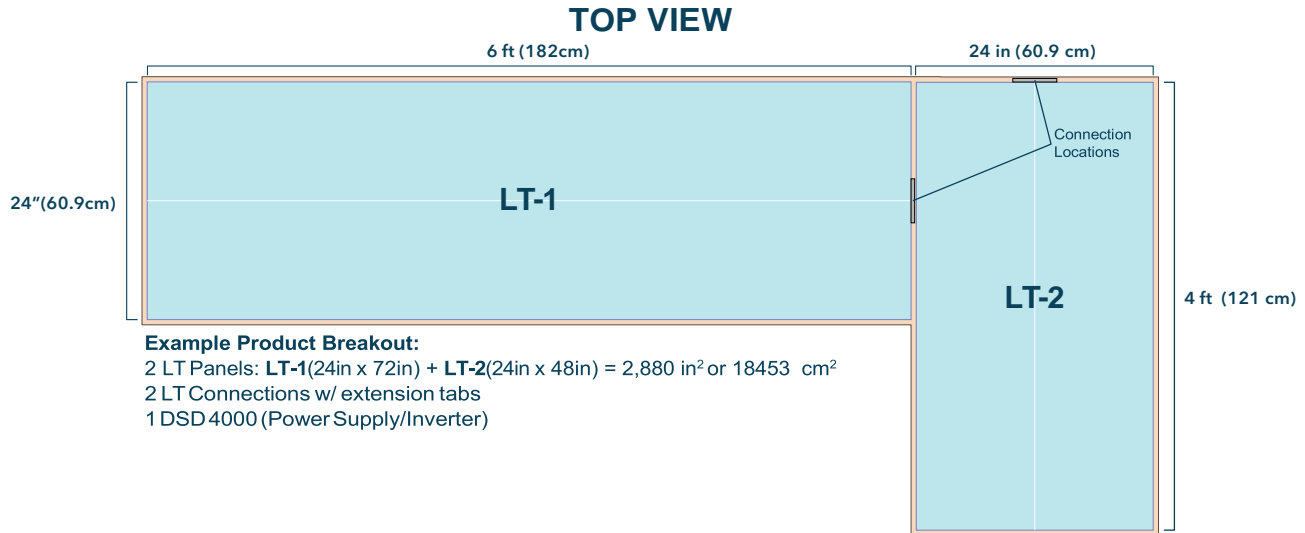 TOP VIEW
6 ft (182cm)
24 in (60.9 cm)
Connection
Locations
24"(60.9cm)
LT-1
LT-2
4 ft (121 cm)
Example Product Breakout:
2 LT Panels: LT-1(24in x 72in) + LT-2(24in x 48in) = 2,880 in² or 18453 cm²
2 LT Connections w/ extension tabs
1 DSD 4000 (Power Supply/Inverter)